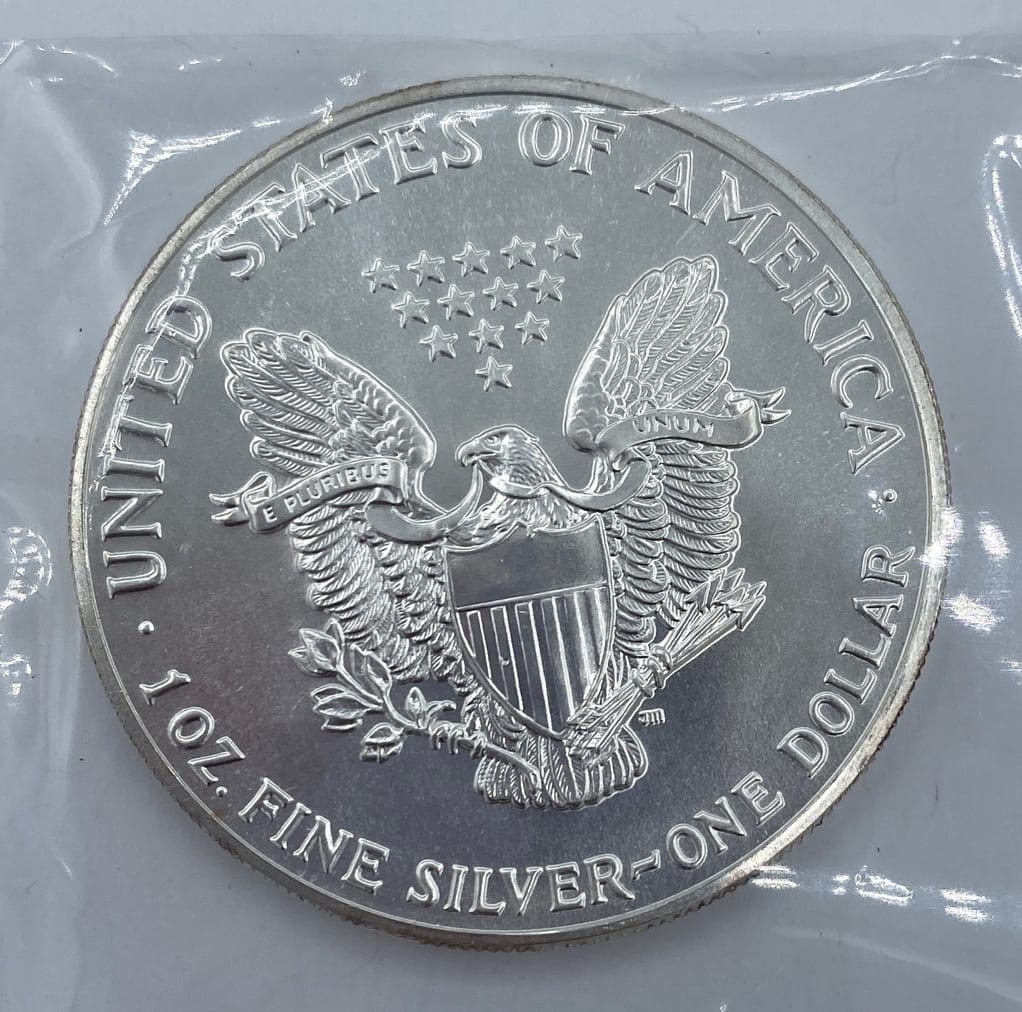 UNITED STATES OF AMERICA
E PLURIBUS
UNUM
1 OZ. FINE SILVER~ONE DOLLAR